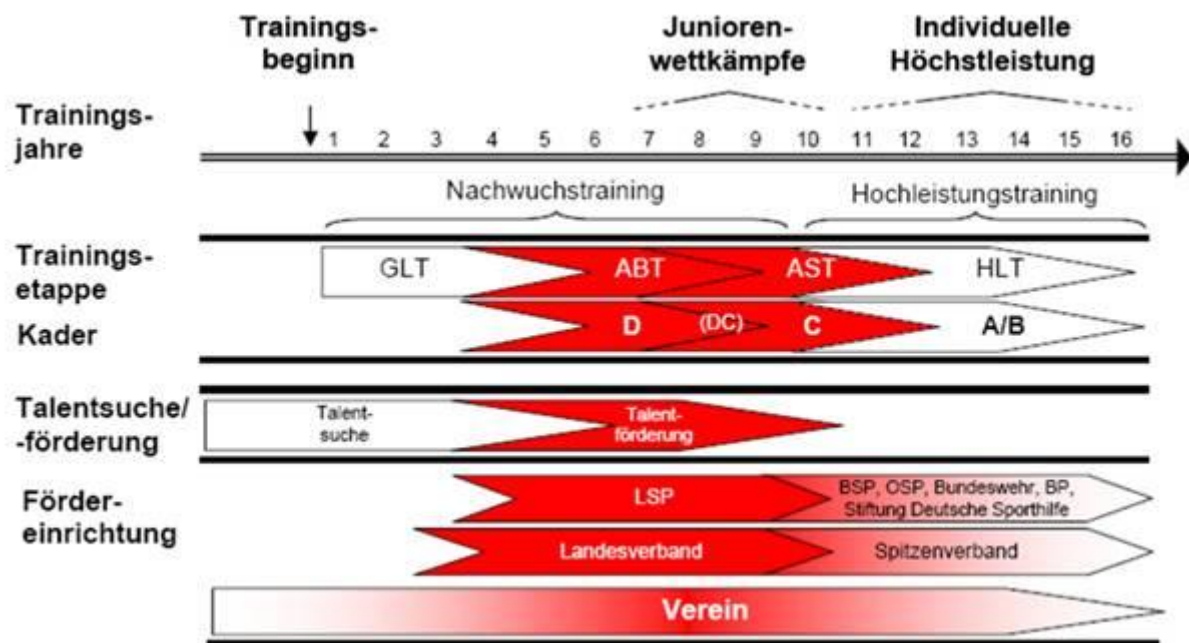 Trainings-
beginn
Junioren-
wettkämpfe
Individuelle
Höchstleistung
Trainings-
jahre
1 2 3 4 5 6 7 8 9 10 11 12 13 14 15 16
Nachwuchstraining
Hochleistungstraining
Trainings-
etappe
GLT ABT AST HLT
Kader
D (DC) C A/B
Talentsuche/
-förderung
Talent-
suche
Talent-
förderung
Förder-
einrichtung
LSP
BSP, OSP, Bundeswehr, BP,
Stiftung Deutsche Sporthilfe
Landesverband
Spitzenverband
Verein